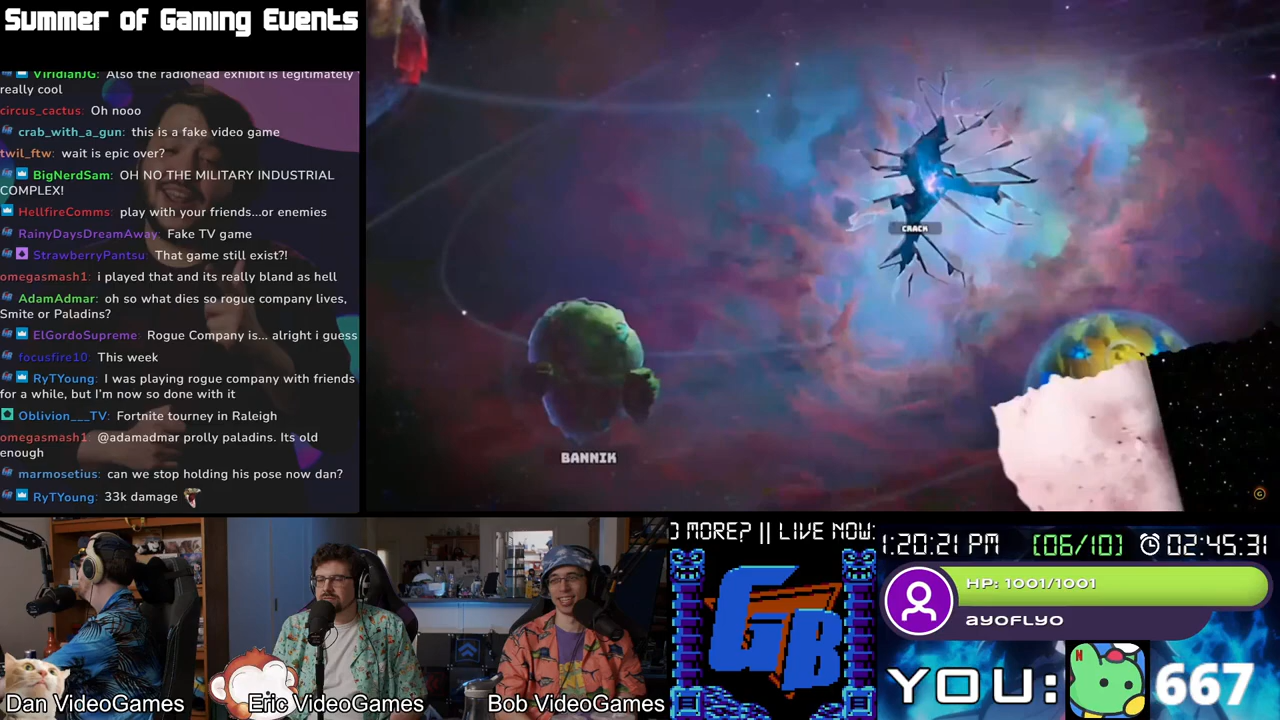 Summer of Gaming Events
ViridianJG: Also the radiohead exhibit is legitimately
really cool
circus_cactus: Oh nooo
crab_with_a_gun: this is a fake video game
twil_ftw: wait is epic over?
BigNerdSam: OH NO THE MILITARY INDUSTRIAL
COMPLEX!
HellfireComms: play with your friends...or enemies
RainyDaysDreamAway: Fake TV game
StrawberryPantsu: That game still exist?!
omegasmash1: i played that and its really bland as hell
AdamAdmar: oh so what dies so rogue company lives,
Smite or Paladins?
ElGordoSupreme: Rogue Company is... alright i guess
focusfire10: This week
RyTYoung: I was playing rogue company with friends
for a while, but I'm now so done with it
Oblivion___TV: Fortnite tourney in Raleigh
omegasmash1: @adamadmar prolly paladins. Its old
enough
marmosetius: can we stop holding his pose now dan?
RyTYoung: 33k damage
CRACK
BANNIK
Dan VideoGames
Eric VideoGames
Bob VideoGames
O MORE? || LIVE NOW:
GB
1:20:21 PM [06/10] 02:45:31
HP: 1001/1001
AYOFLYO
YOU: 667